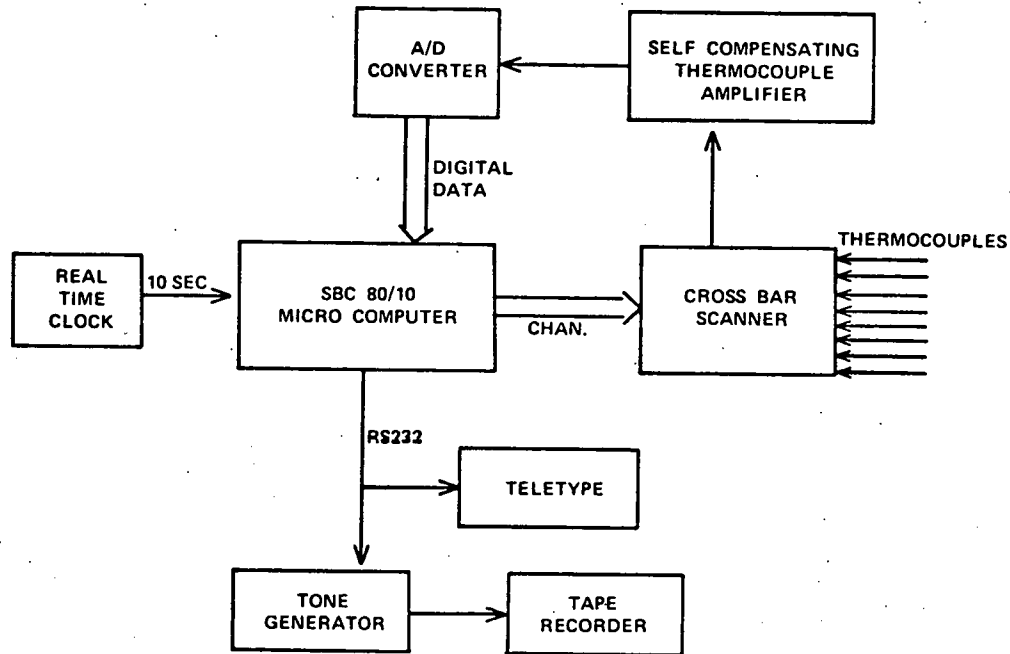 A/D
CONVERTER
SELF COMPENSATING
THERMOCOUPLE
AMPLIFIER
DIGITAL
DATA
THERMOCOUPLES
REAL
TIME
CLOCK
10 SEC
SBC 80/10
MICRO COMPUTER
CHAN.
CROSS BAR
SCANNER
RS232
TELETYPE
TONE
GENERATOR
TAPE
RECORDER